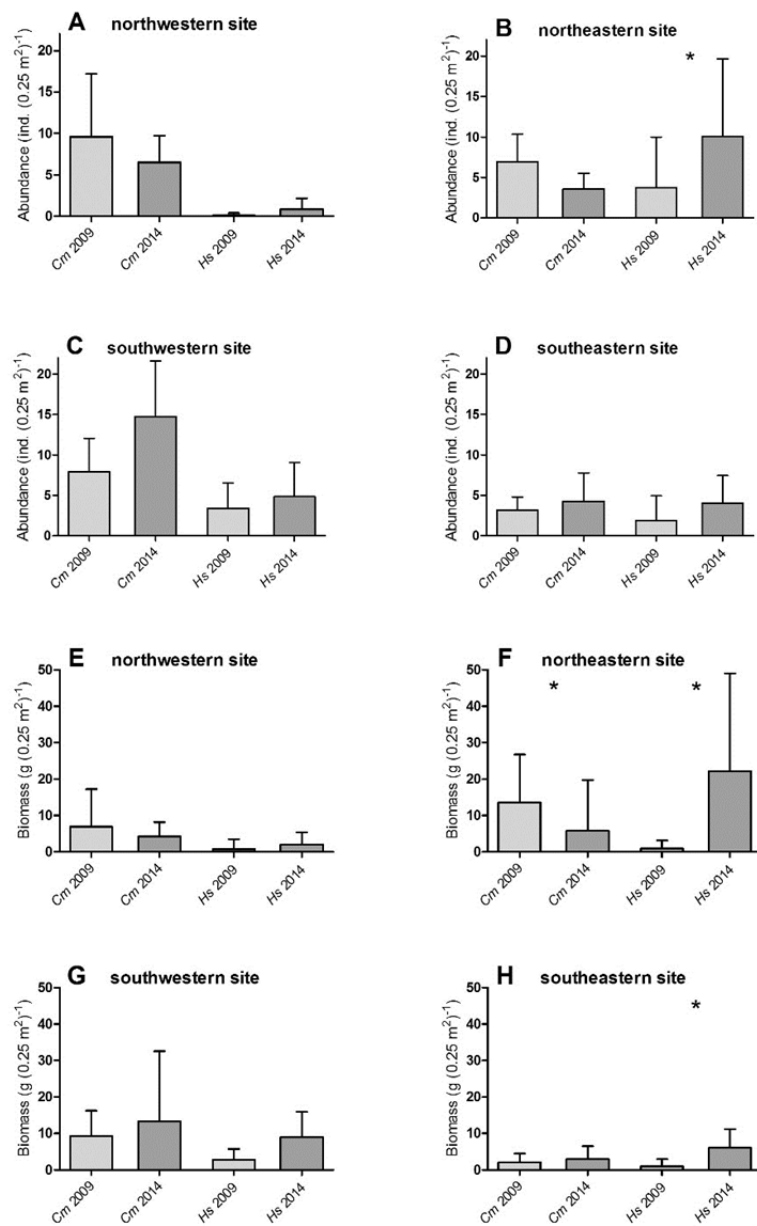 A northwestern site
Abundance (ind. (0.25 m²)⁻¹)
20
15
10
5
0
Cm 2009
Cm 2014
Hs 2009
Hs 2014
B northeastern site
*
Abundance (ind. (0.25 m²)⁻¹)
20
15
10
5
0
Cm 2009
Cm 2014
Hs 2009
Hs 2014
C southwestern site
Abundance (ind. (0.25 m²)⁻¹)
20
15
10
5
0
Cm 2009
Cm 2014
Hs 2009
Hs 2014
D southeastern site
Abundance (ind. (0.25 m²)⁻¹)
20
15
10
5
0
Cm 2009
Cm 2014
Hs 2009
Hs 2014
E northwestern site
Biomass (g (0.25 m²)⁻¹)
50
40
30
20
10
0
Cm 2009
Cm 2014
Hs 2009
Hs 2014
F northeastern site
* *
Biomass (g (0.25 m²)⁻¹)
50
40
30
20
10
0
Cm 2009
Cm 2014
Hs 2009
Hs 2014
G southwestern site
Biomass (g (0.25 m²)⁻¹)
50
40
30
20
10
0
Cm 2009
Cm 2014
Hs 2009
Hs 2014
H southeastern site
*
Biomass (g (0.25 m²)⁻¹)
50
40
30
20
10
0
Cm 2009
Cm 2014
Hs 2009
Hs 2014